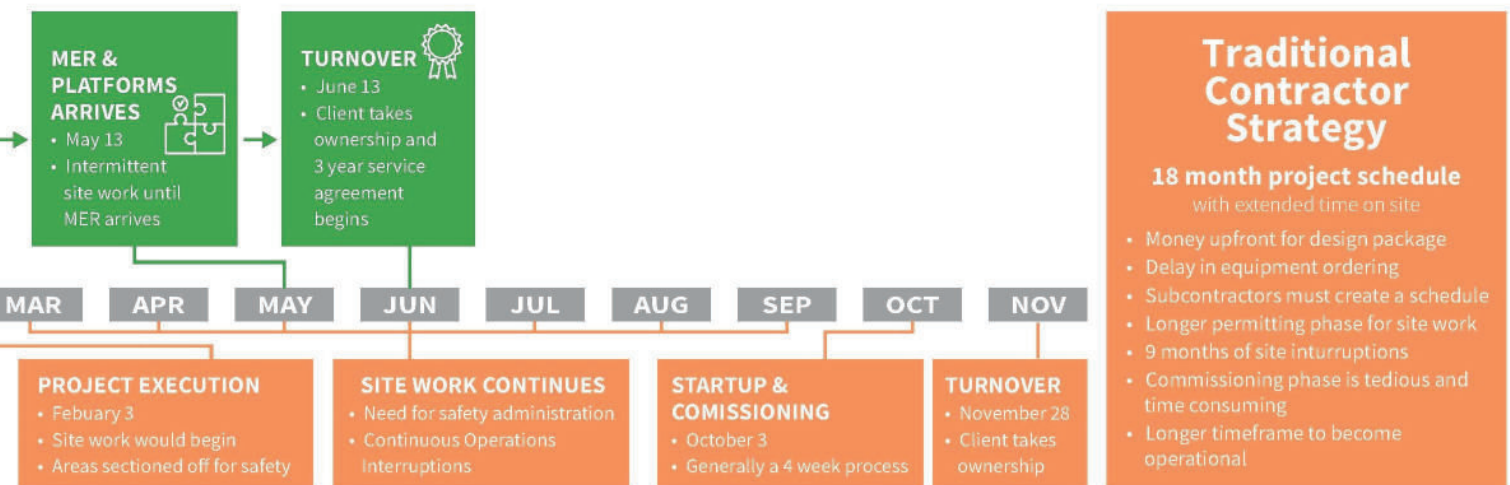 MER &
PLATFORMS
ARRIVES
• May 13
• Intermittent
site work until
MER arrives
TURNOVER
• June 13
• Client takes
ownership and
3 year service
agreement
begins
MAR
APR
MAY
JUN
JUL
AUG
SEP
OCT
NOV
PROJECT EXECUTION
• Febuary 3
• Site work would begin
• Areas sectioned off for safety
SITE WORK CONTINUES
• Need for safety administration
• Continuous Operations
Interruptions
STARTUP &
COMISSIONING
• October 3
• Generally a 4 week process
TURNOVER
• November 28
• Client takes
ownership
Traditional
Contractor
Strategy
18 month project schedule
with extended time on site
• Money upfront for design package
• Delay in equipment ordering
• Subcontractors must create a schedule
• Longer permitting phase for site work
• 9 months of site inturruptions
• Commissioning phase is tedious and
time consuming
• Longer timeframe to become
operational